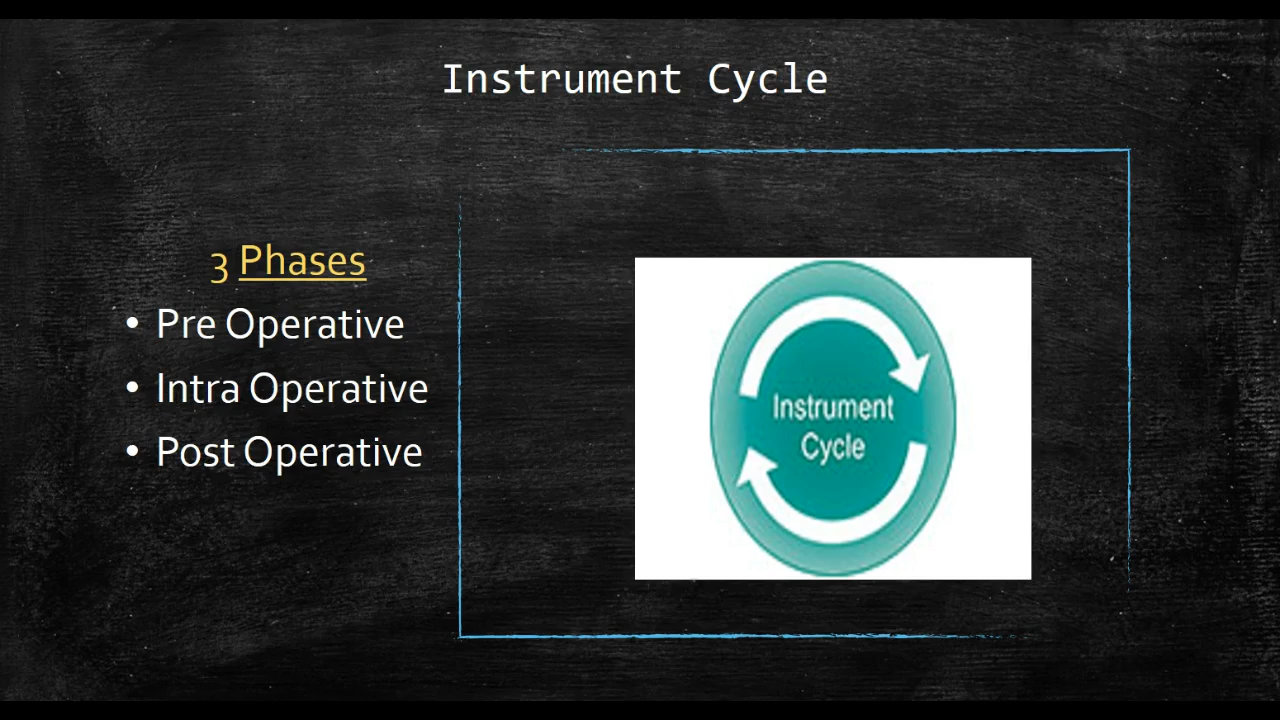 Instrument Cycle
3 Phases
• Pre Operative
• Intra Operative
• Post Operative
Instrument
Cycle